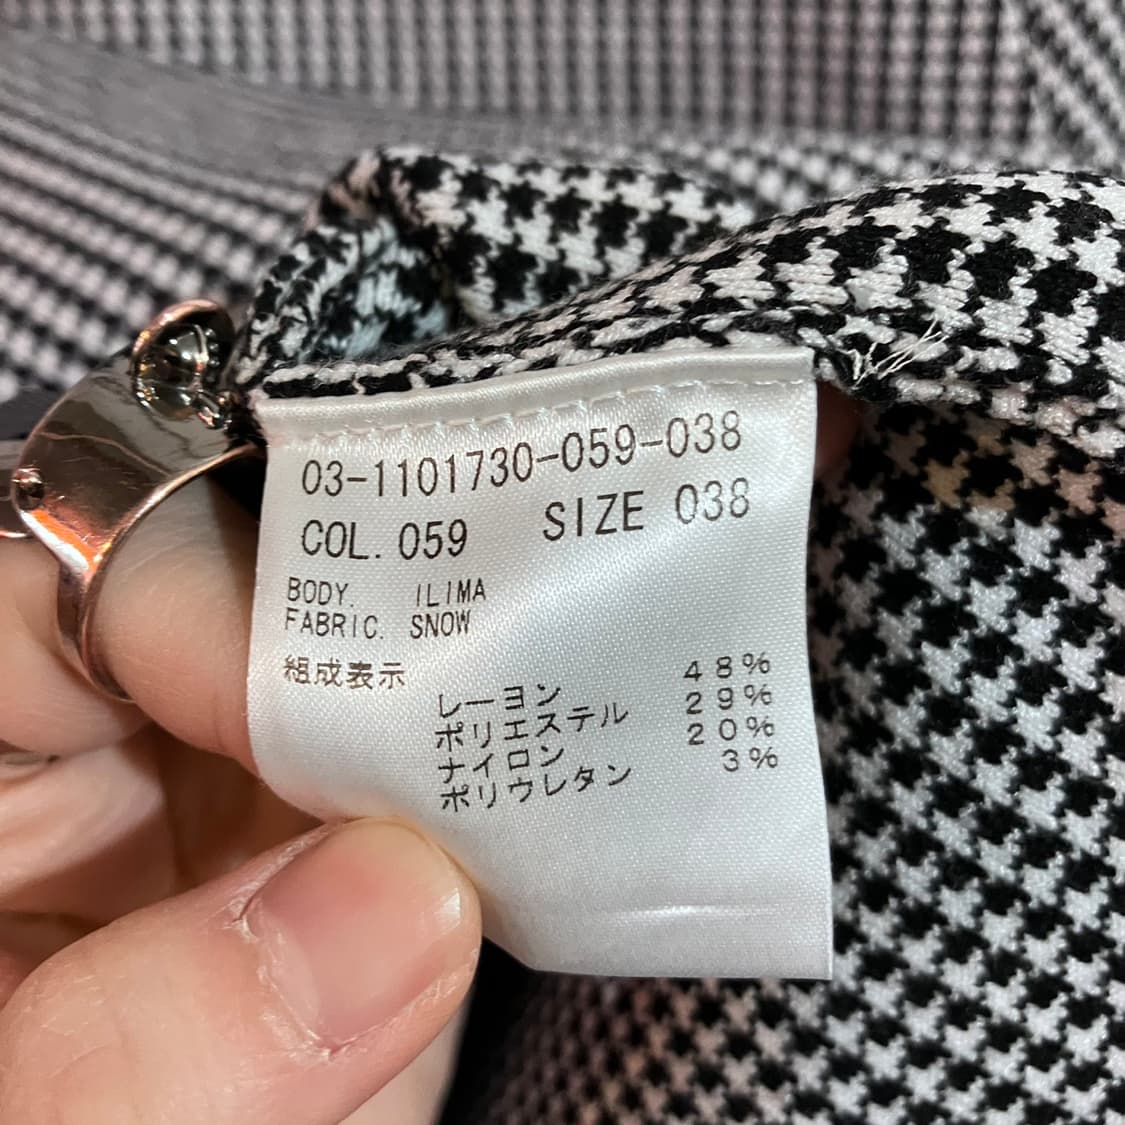 03-1101730-059-038
COL. 059 SIZE 038
BODY. ILIMA
FABRIC. SNOW
組成表示
レーヨン 48%
ポリエステル 29%
ナイロン 20%
ポリウレタン 3%